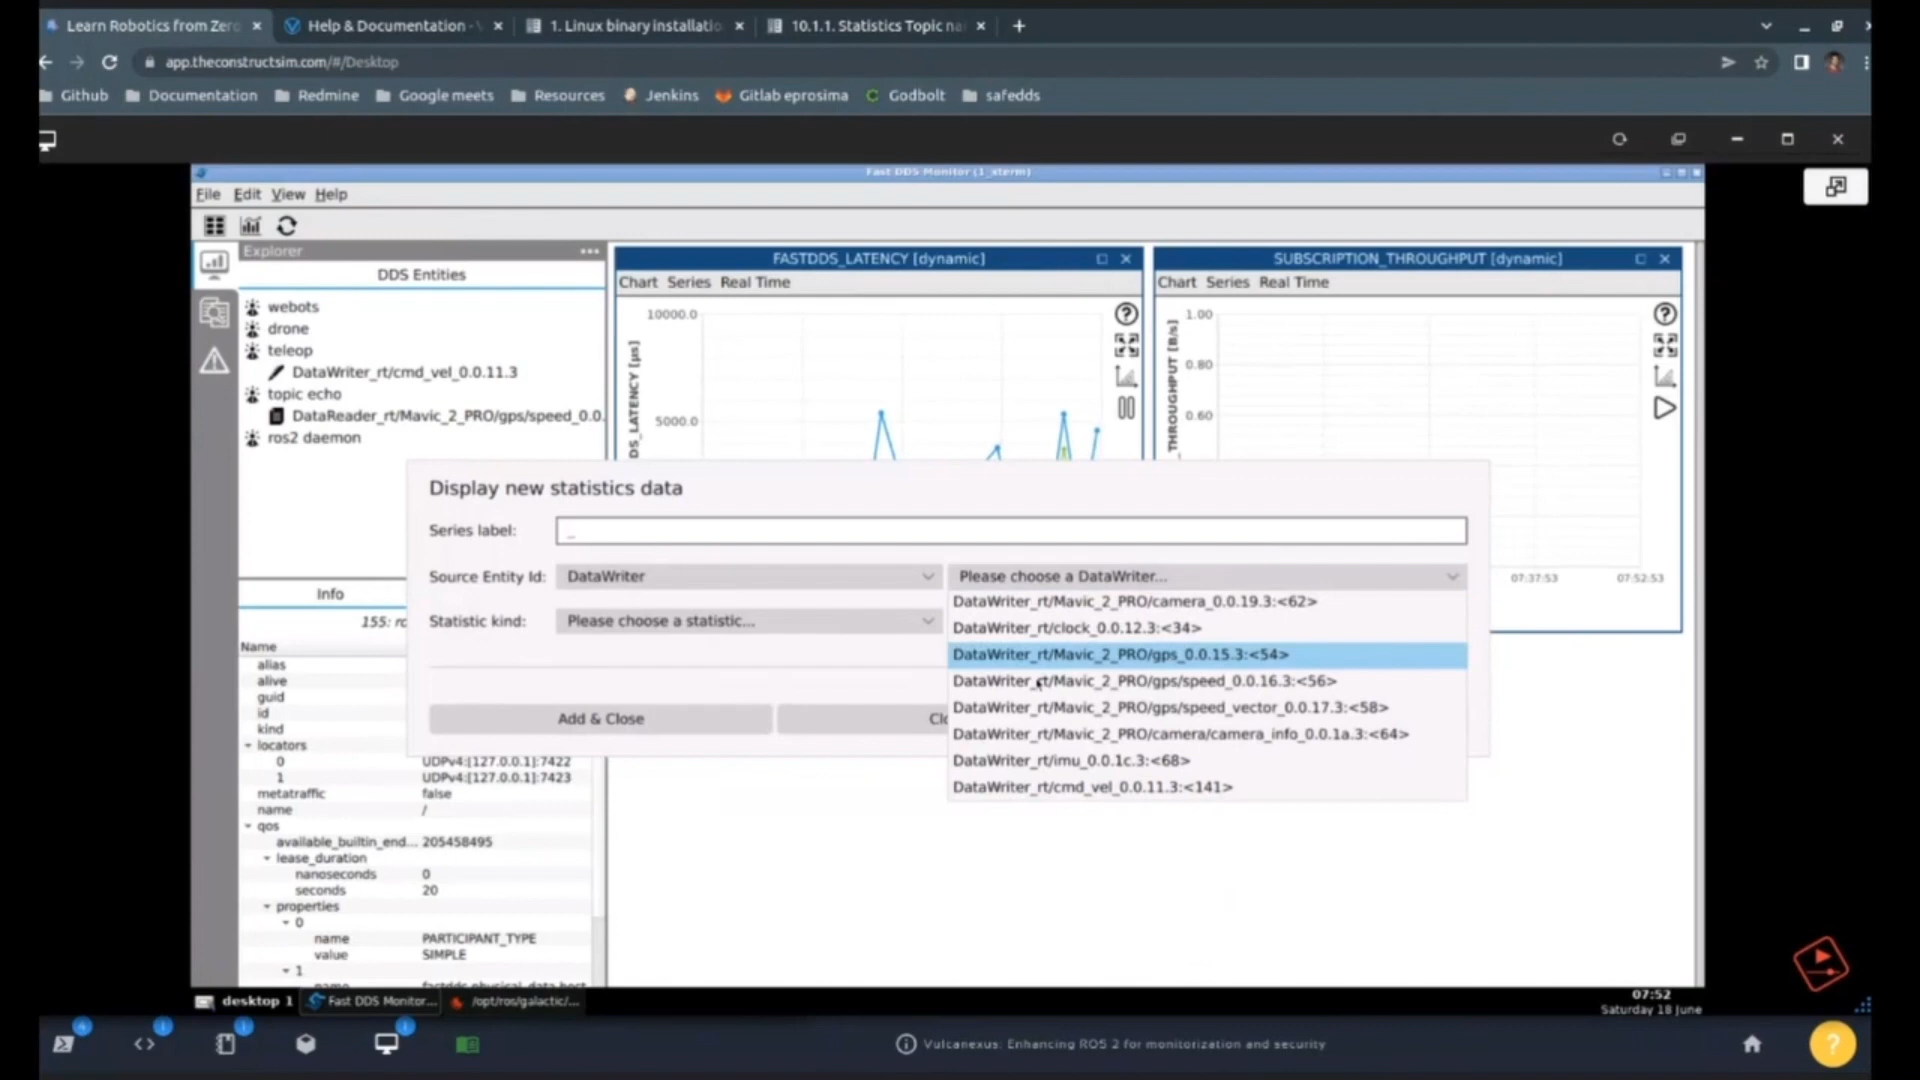 Learn Robotics from Zero
Help & Documentation -
1. Linux binary installatio
10.1.1. Statistics Topic na
app.theconstructsim.com/#/Desktop
Github
Documentation
Redmine
Google meets
Resources
Jenkins
Gitlab eprosima
Godbolt
safedds
Fast DDS Monitor (1_xterm)
File Edit View Help
Explorer
DDS Entities
webots
drone
teleop
DataWriter_rt/cmd_vel_0.0.11.3
topic echo
DataReader_rt/Mavic_2_PRO/gps/speed_0.0.
ros2 daemon
FASTDDS_LATENCY [dynamic]
Chart Series Real Time
10000.0
5000.0
DS_LATENCY [µs]
SUBSCRIPTION_THROUGHPUT [dynamic]
Chart Series Real Time
1.00
0.80
0.60
_THROUGHPUT [B/s]
07:37:53
07:52:53
Display new statistics data
Series label:
_
Source Entity Id:
DataWriter
Please choose a DataWriter...
Statistic kind:
Please choose a statistic...
DataWriter_rt/Mavic_2_PRO/camera_0.0.19.3:<62>
DataWriter_rt/clock_0.0.12.3:<34>
DataWriter_rt/Mavic_2_PRO/gps_0.0.15.3:<54>
DataWriter_rt/Mavic_2_PRO/gps/speed_0.0.16.3:<56>
DataWriter_rt/Mavic_2_PRO/gps/speed_vector_0.0.17.3:<58>
DataWriter_rt/Mavic_2_PRO/camera/camera_info_0.0.1a.3:<64>
DataWriter_rt/imu_0.0.1c.3:<68>
DataWriter_rt/cmd_vel_0.0.11.3:<141>
Add & Close
Clo
Info
155: ro
Name
alias
alive
guid
id
kind
locators
0 UDPv4:[127.0.0.1]:7422
1 UDPv4:[127.0.0.1]:7423
metatraffic false
name /
qos
available_builtin_end... 205458495
lease_duration
nanoseconds 0
seconds 20
properties
0
name PARTICIPANT_TYPE
value SIMPLE
1
desktop 1
Fast DDS Monitor...
/opt/ros/galactic/...
07:52
Saturday 18 June
Vulcanexus: Enhancing ROS 2 for monitorization and security